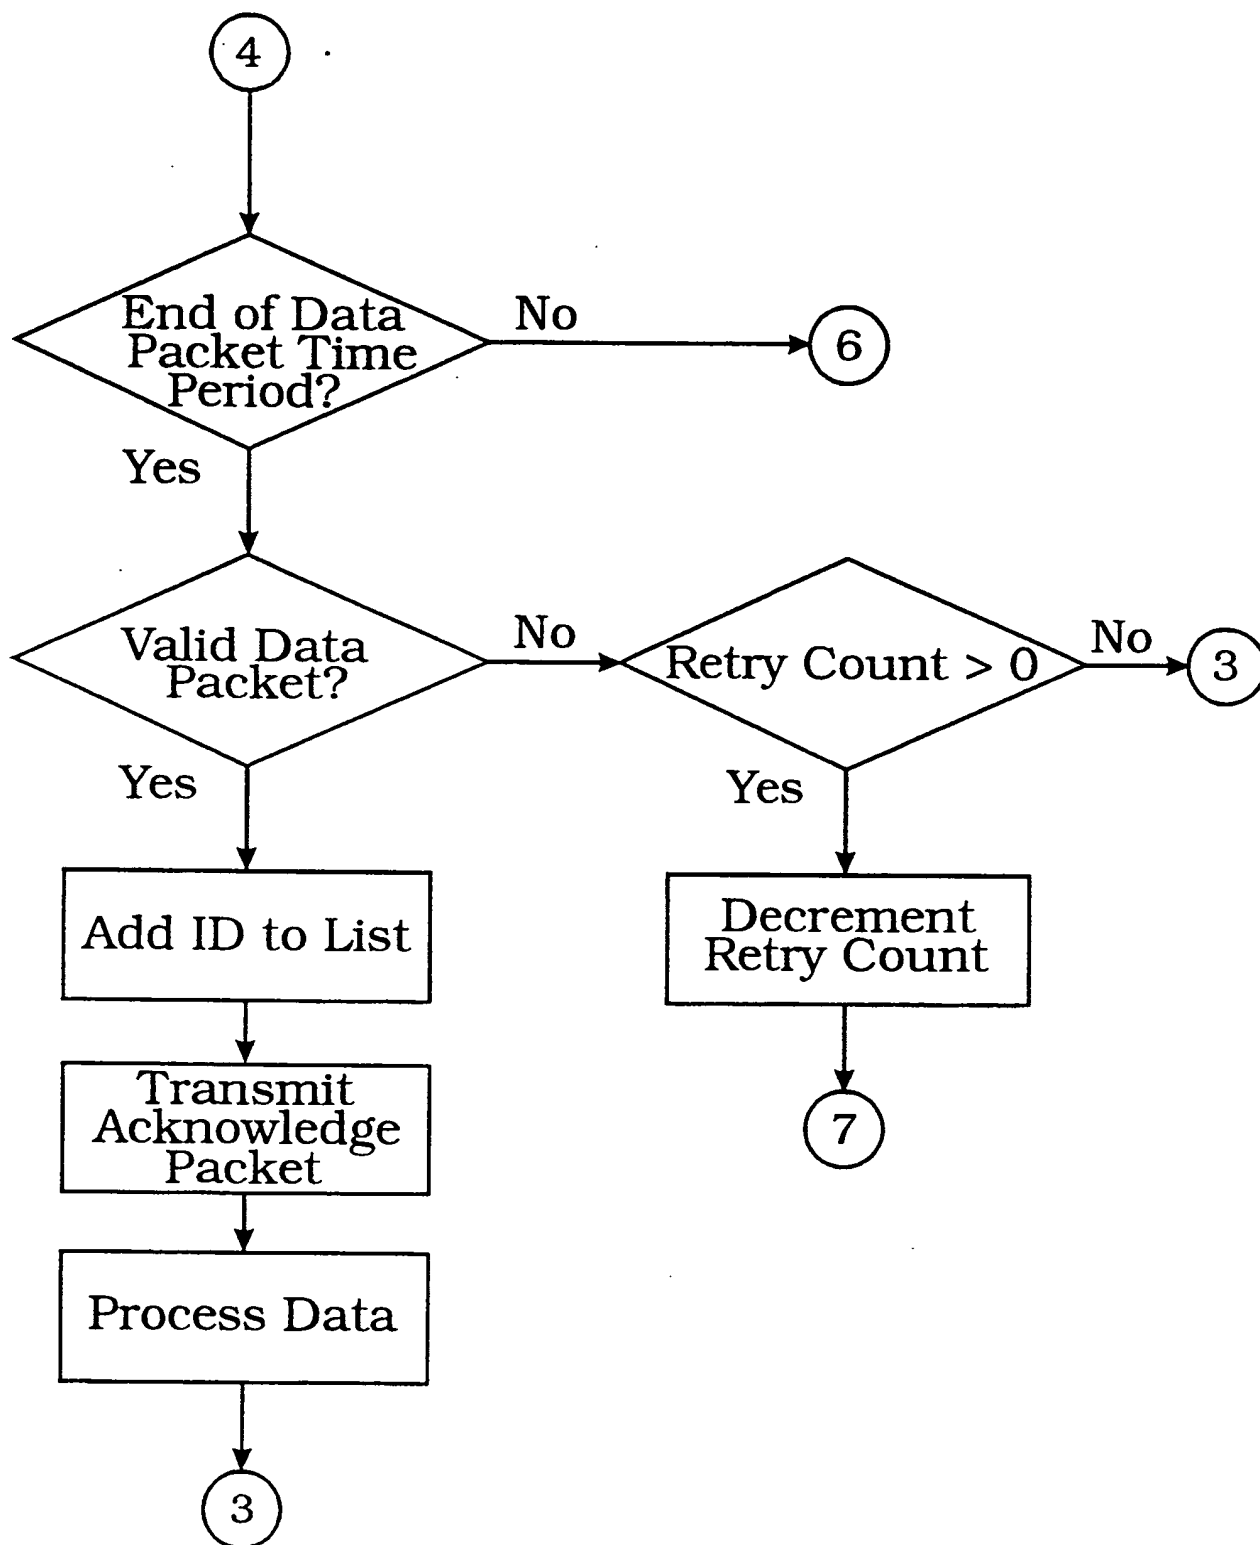 4
End of Data
Packet Time
Period?
No
6
Yes
Valid Data
Packet?
No
Retry Count > 0
No
3
Yes
Yes
Add ID to List
Decrement
Retry Count
Transmit
Acknowledge
Packet
7
Process Data
3